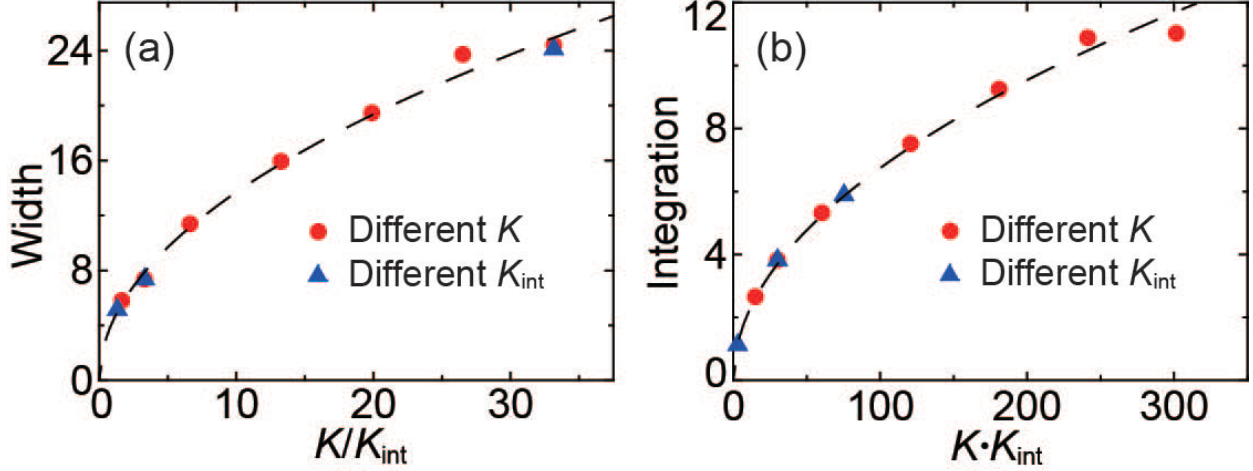 (a)
Width
24
16
8
0
Different K
Different Kint
0 10 20 30
K/Kint
(b)
Integration
12
8
4
0
Different K
Different Kint
0 100 200 300
K·Kint